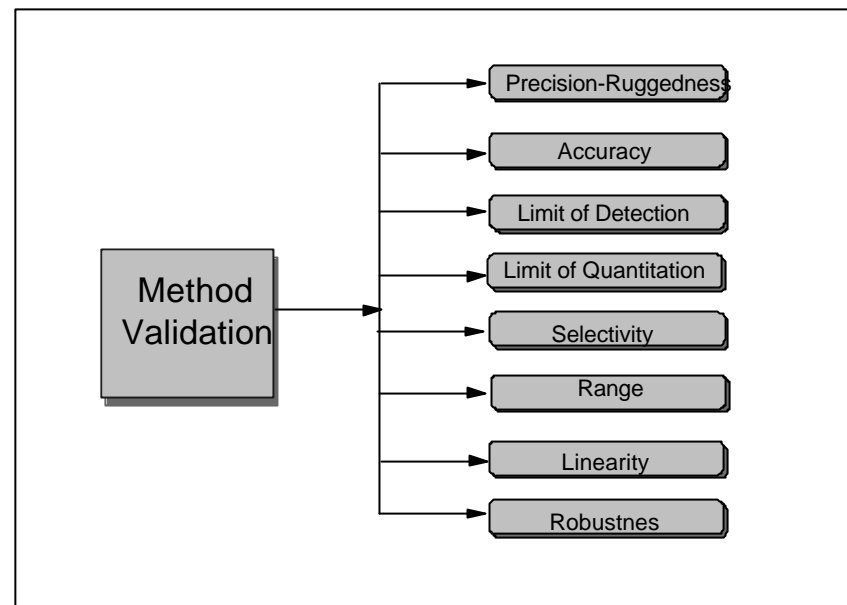 Method
Validation
Precision-Ruggedness
Accuracy
Limit of Detection
Limit of Quantitation
Selectivity
Range
Linearity
Robustnes